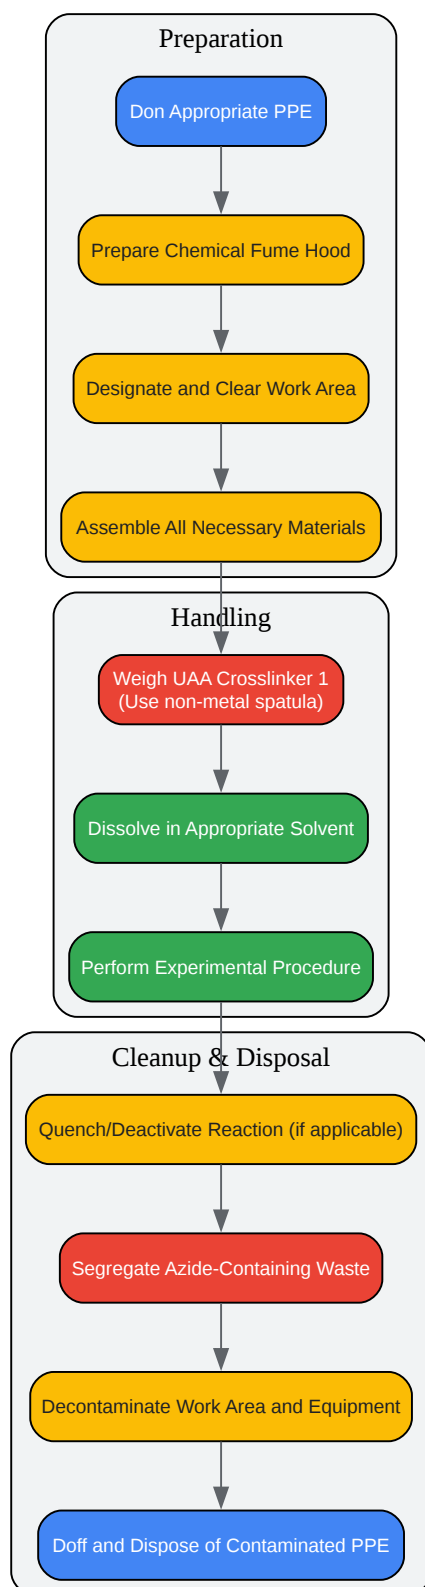 Preparation
Don Appropriate PPE
Prepare Chemical Fume Hood
Designate and Clear Work Area
Assemble All Necessary Materials
Handling
Weigh UAA Crosslinker 1
(Use non-metal spatula)
Dissolve in Appropriate Solvent
Perform Experimental Procedure
Cleanup & Disposal
Quench/Deactivate Reaction (if applicable)
Segregate Azide-Containing Waste
Decontaminate Work Area and Equipment
Doff and Dispose of Contaminated PPE